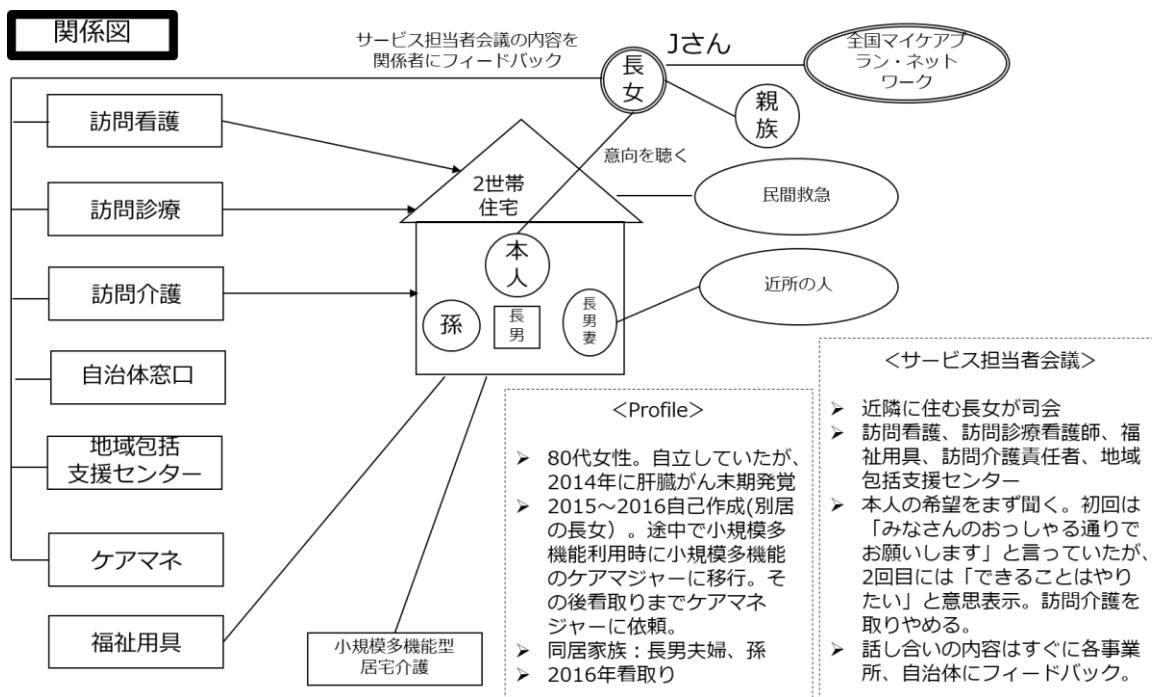 関係図
サービス担当者会議の内容を
関係者にフィードバック
Jさん
長
女
全国マイケアプ
ラン・ネット
ワーク
親
族
訪問看護
意向を聴く
訪問診療
2世帯
住宅
民間救急
本
人
訪問介護
近所の人
孫
長
男
長
男
妻
自治体窓口
地域包括
支援センター
ケアマネ
福祉用具
小規模多機能型
居宅介護
<Profile>
➢ 80代女性。自立していたが、
2014年に肝臓がん末期発覚
➢ 2015～2016自己作成(別居
の長女）。途中で小規模多
機能利用時に小規模多機能
のケアマジャーに移行。そ
の後看取りまでケアマネ
ジャーに依頼。
➢ 同居家族：長男夫婦、孫
➢ 2016年看取り
<サービス担当者会議>
➢ 近隣に住む長女が司会
➢ 訪問看護、訪問診療看護師、福
祉用具、訪問介護責任者、地域
包括支援センター
➢ 本人の希望をまず聞く。初回は
「みなさんのおっしゃる通りで
お願いします」と言っていたが、
2回目には「できることはやり
たい」と意思表示。訪問介護を
取りやめる。
➢ 話し合いの内容はすぐに各事業
所、自治体にフィードバック。